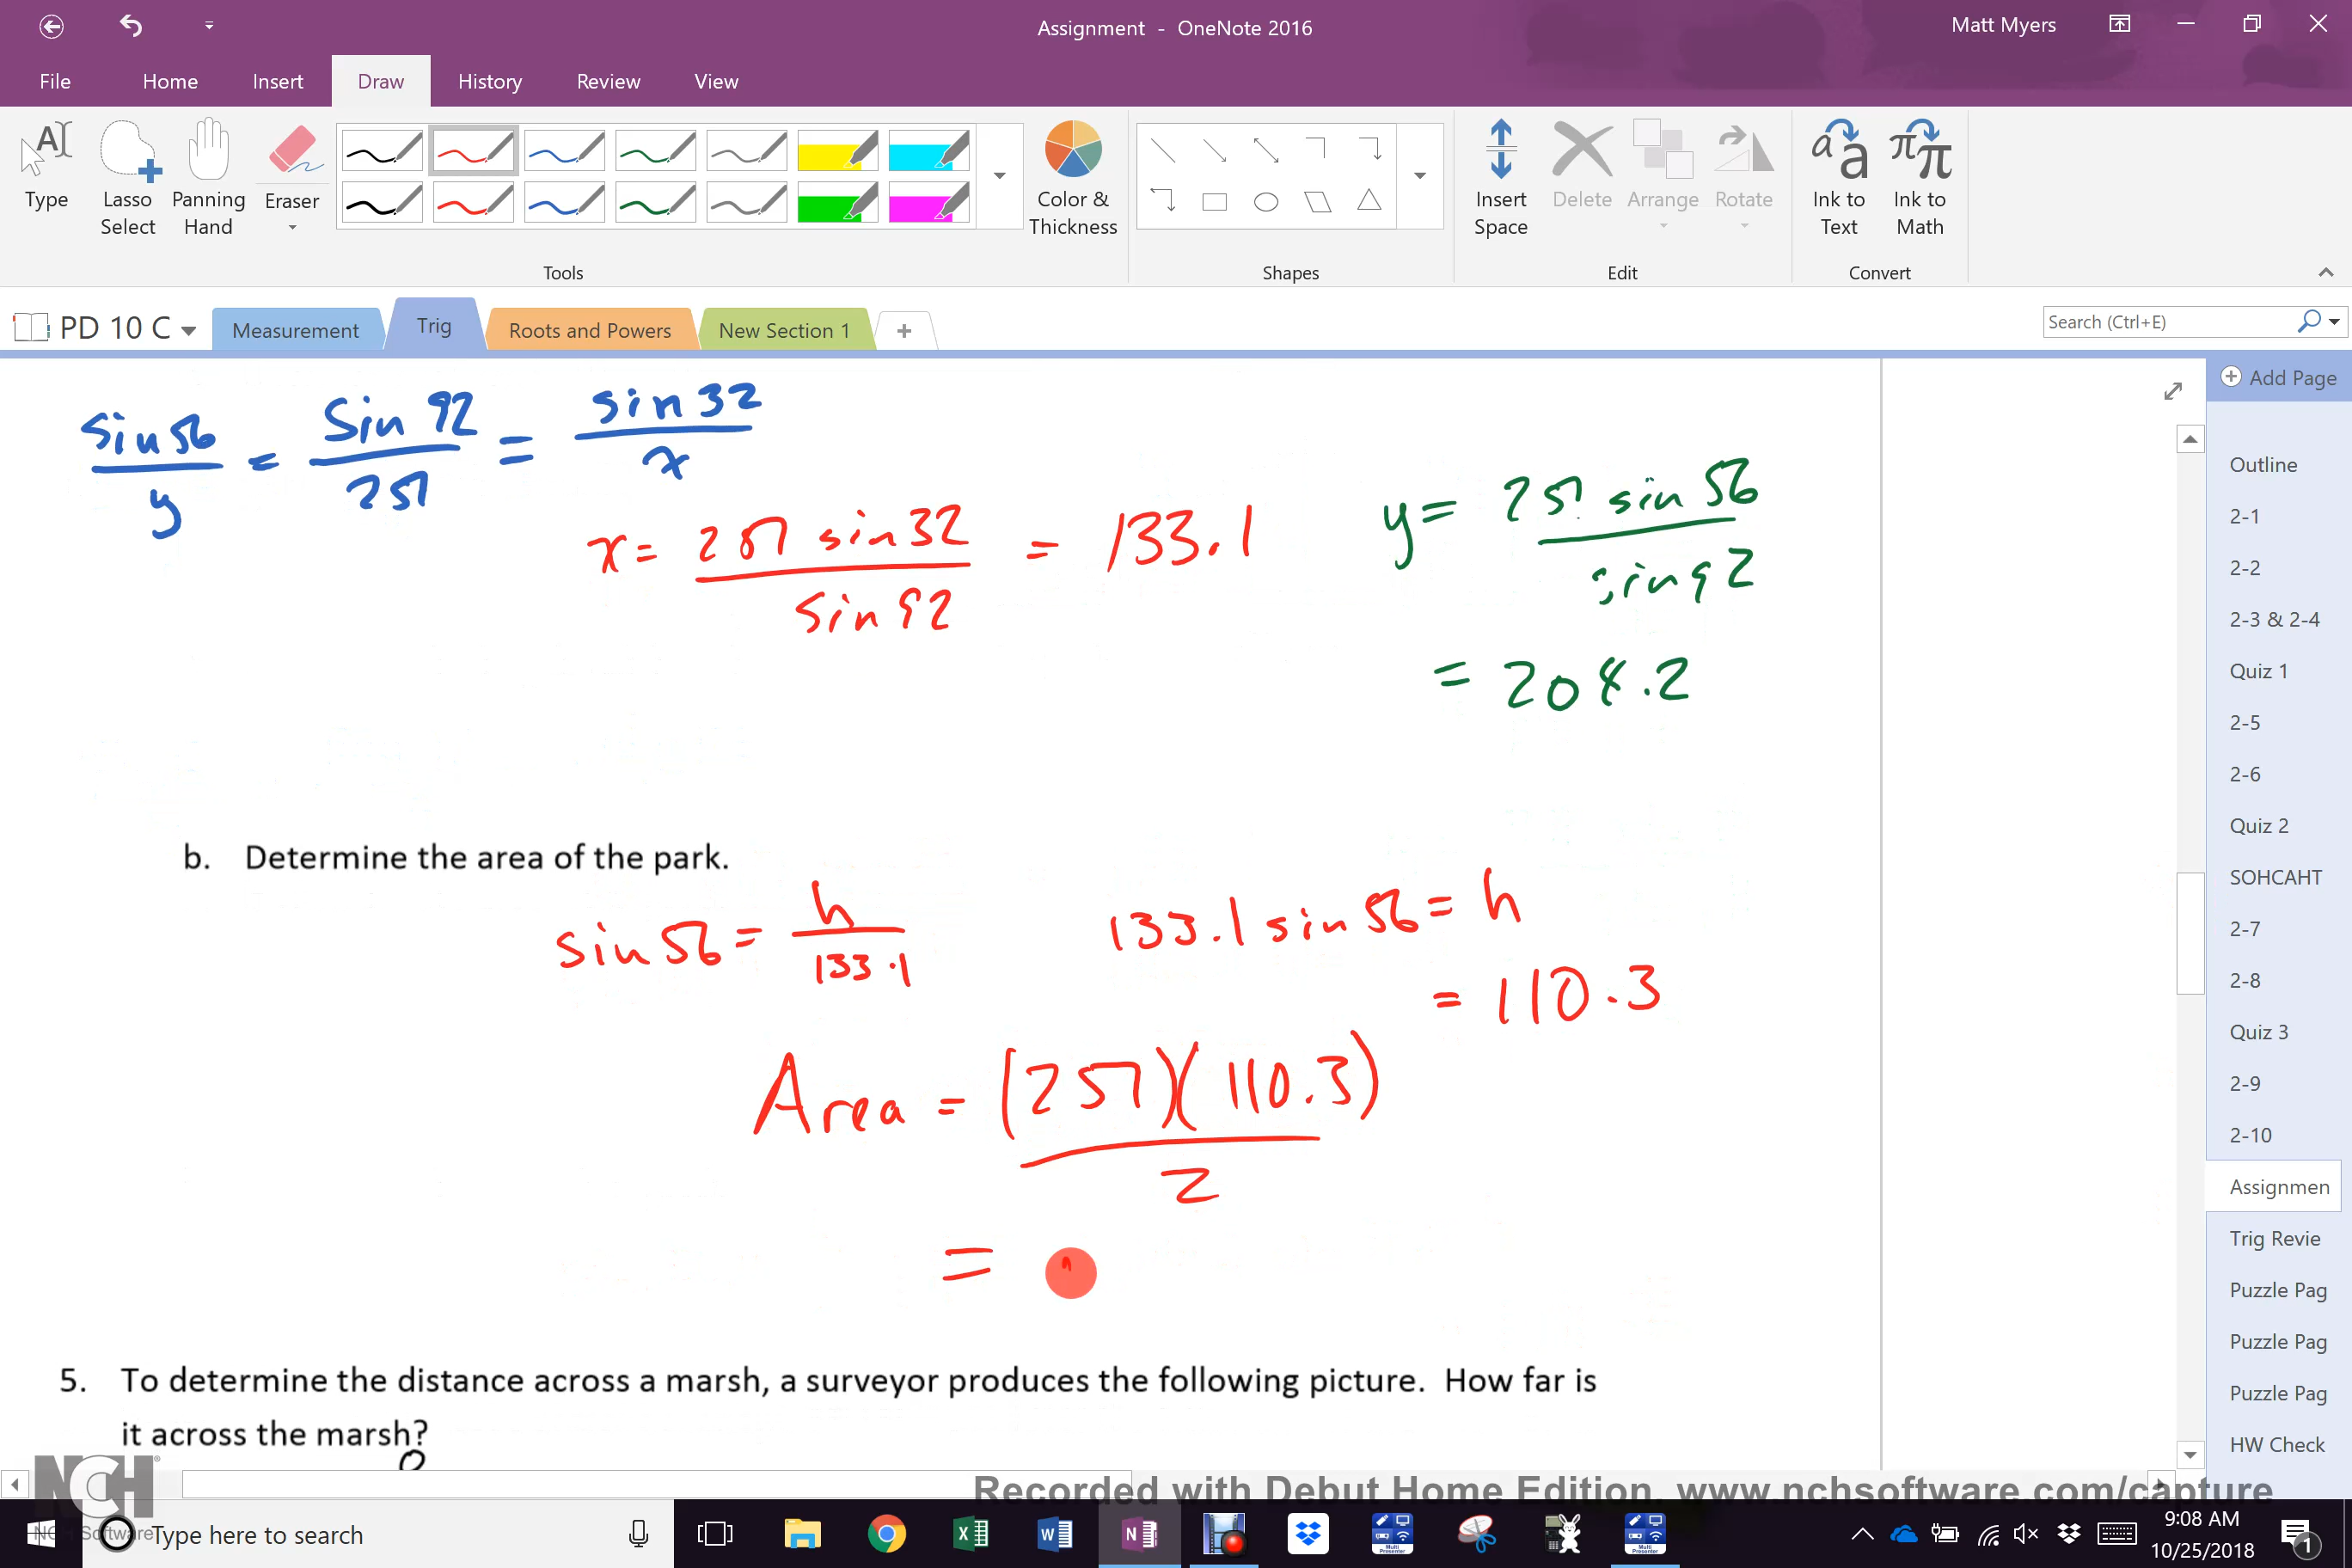 Assignment - OneNote 2016
Matt Myers
File Home Insert Draw History Review View
Type
Lasso Select
Panning Hand
Eraser
Color & Thickness
Insert Space
Delete
Arrange
Rotate
Ink to Text
Ink to Math
Tools
Shapes
Edit
Convert
PD 10 C
Measurement
Trig
Roots and Powers
New Section 1
Search (Ctrl+E)
Add Page
sin 56 / y = sin 92 / 257 = sin 32 / x
x = 257 sin 32 / sin 92 = 133.1
y = 257 sin 56 / sin 92
= 204.2
b. Determine the area of the park.
sin 56 = h / 133.1
133.1 sin 56 = h
= 110.3
Area = (257)(110.3) / 2
=
5. To determine the distance across a marsh, a surveyor produces the following picture. How far is
it across the marsh?
Outline
2-1
2-2
2-3 & 2-4
Quiz 1
2-5
2-6
Quiz 2
SOHCAHT
2-7
2-8
Quiz 3
2-9
2-10
Assignmen
Trig Revie
Puzzle Pag
Puzzle Pag
Puzzle Pag
HW Check
NCH
NCH Software
Recorded with Debut Home Edition. www.nchsoftware.com/capture
Type here to search
9:08 AM
10/25/2018
1